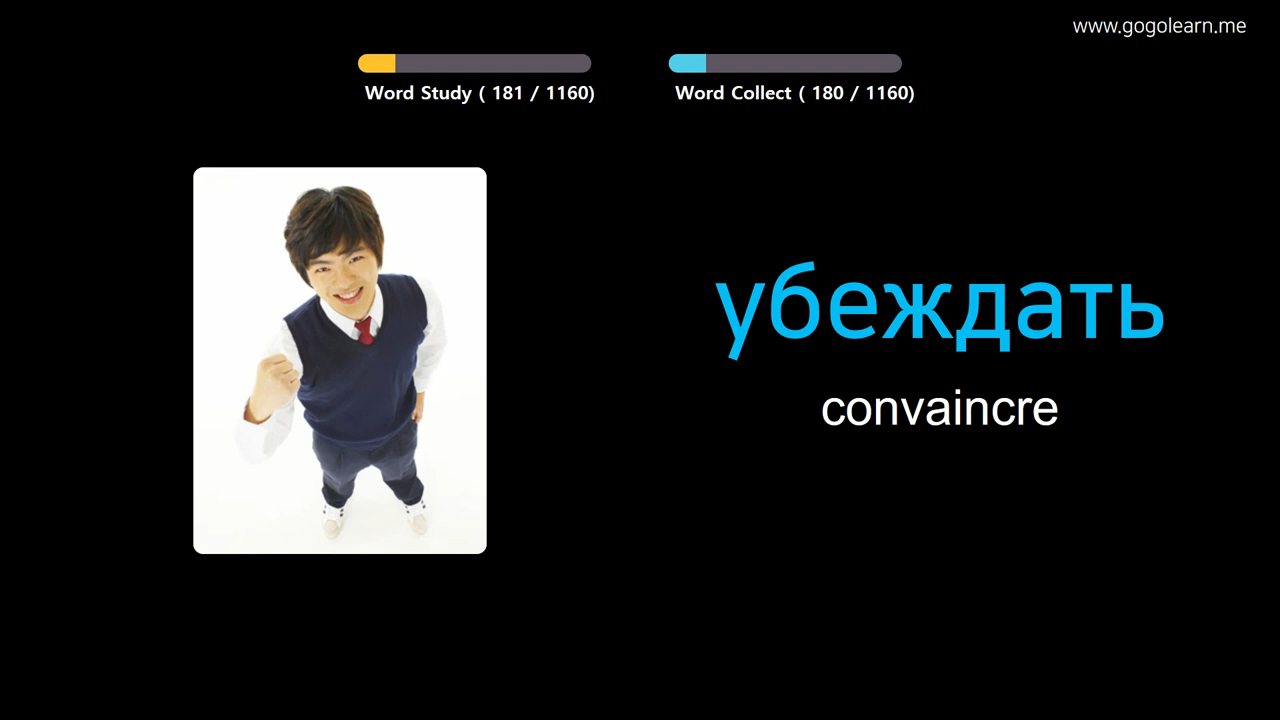 www.gogolearn.me
Word Study ( 181 / 1160)
Word Collect ( 180 / 1160)
убеждать
convaincre